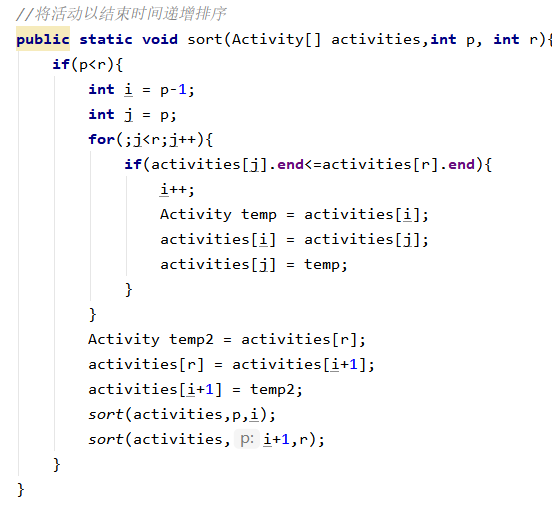 //将活动以结束时间递增排序
public static void sort(Activity[] activities,int p, int r){
if(p<r){
int i = p-1;
int j = p;
for(;j<r;j++){
if(activities[j].end<=activities[r].end){
i++;
Activity temp = activities[i];
activities[i] = activities[j];
activities[j] = temp;
}
}
Activity temp2 = activities[r];
activities[r] = activities[i+1];
activities[i+1] = temp2;
sort(activities,p,i);
sort(activities, p: i+1,r);
}
}